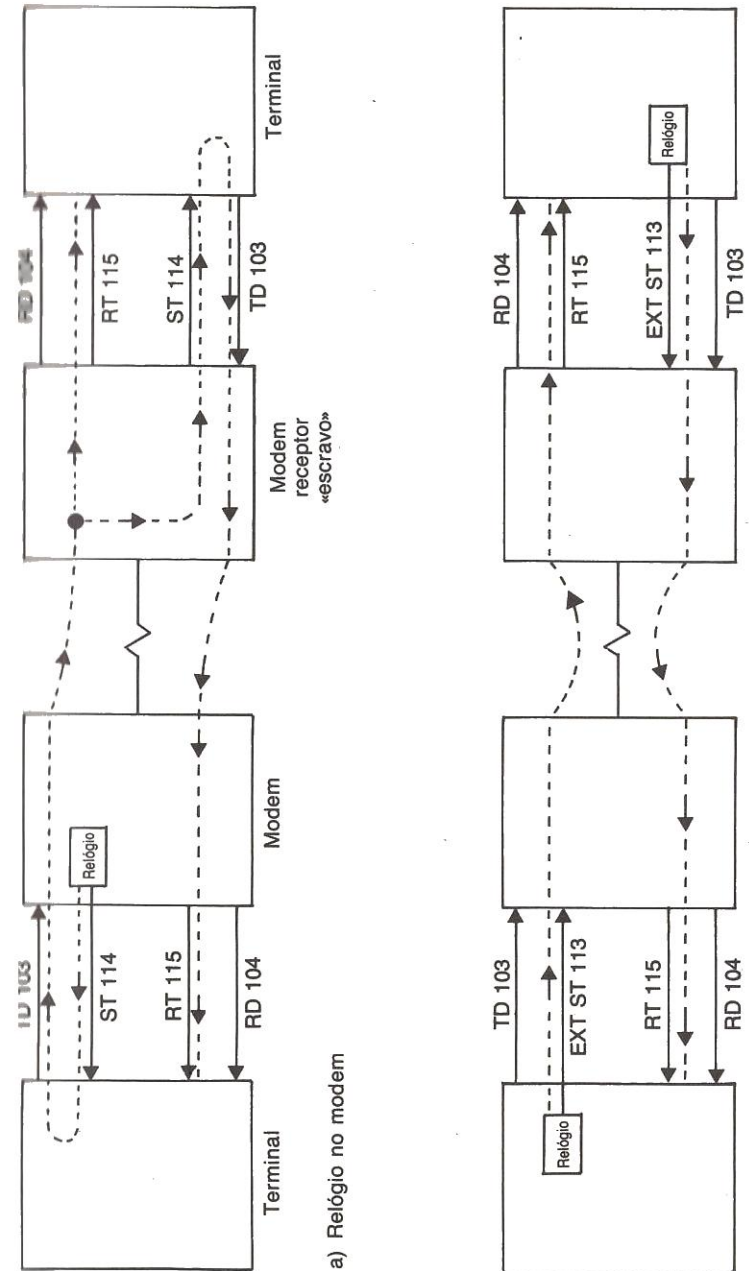 TD 103
Relógio
ST 114
RT 115
RD 104
Terminal
Modem
RD 104
RT 115
ST 114
TD 103
Modem
receptor
«escravo»
Terminal
a) Relógio no modem
TD 103
Relógio
EXT ST 113
RT 115
RD 104
RD 104
RT 115
Relógio
EXT ST 113
TD 103